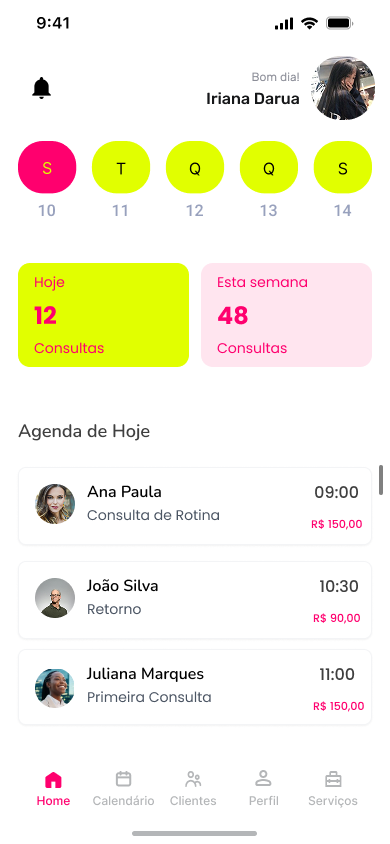 9:41
Bom dia!
Iriana Darua
S T Q Q S
10 11 12 13 14
Hoje
12
Consultas
Esta semana
48
Consultas
Agenda de Hoje
Ana Paula
Consulta de Rotina
09:00
R$ 150,00
João Silva
Retorno
10:30
R$ 90,00
Juliana Marques
Primeira Consulta
11:00
R$ 150,00
Home Calendário Clientes Perfil Serviços